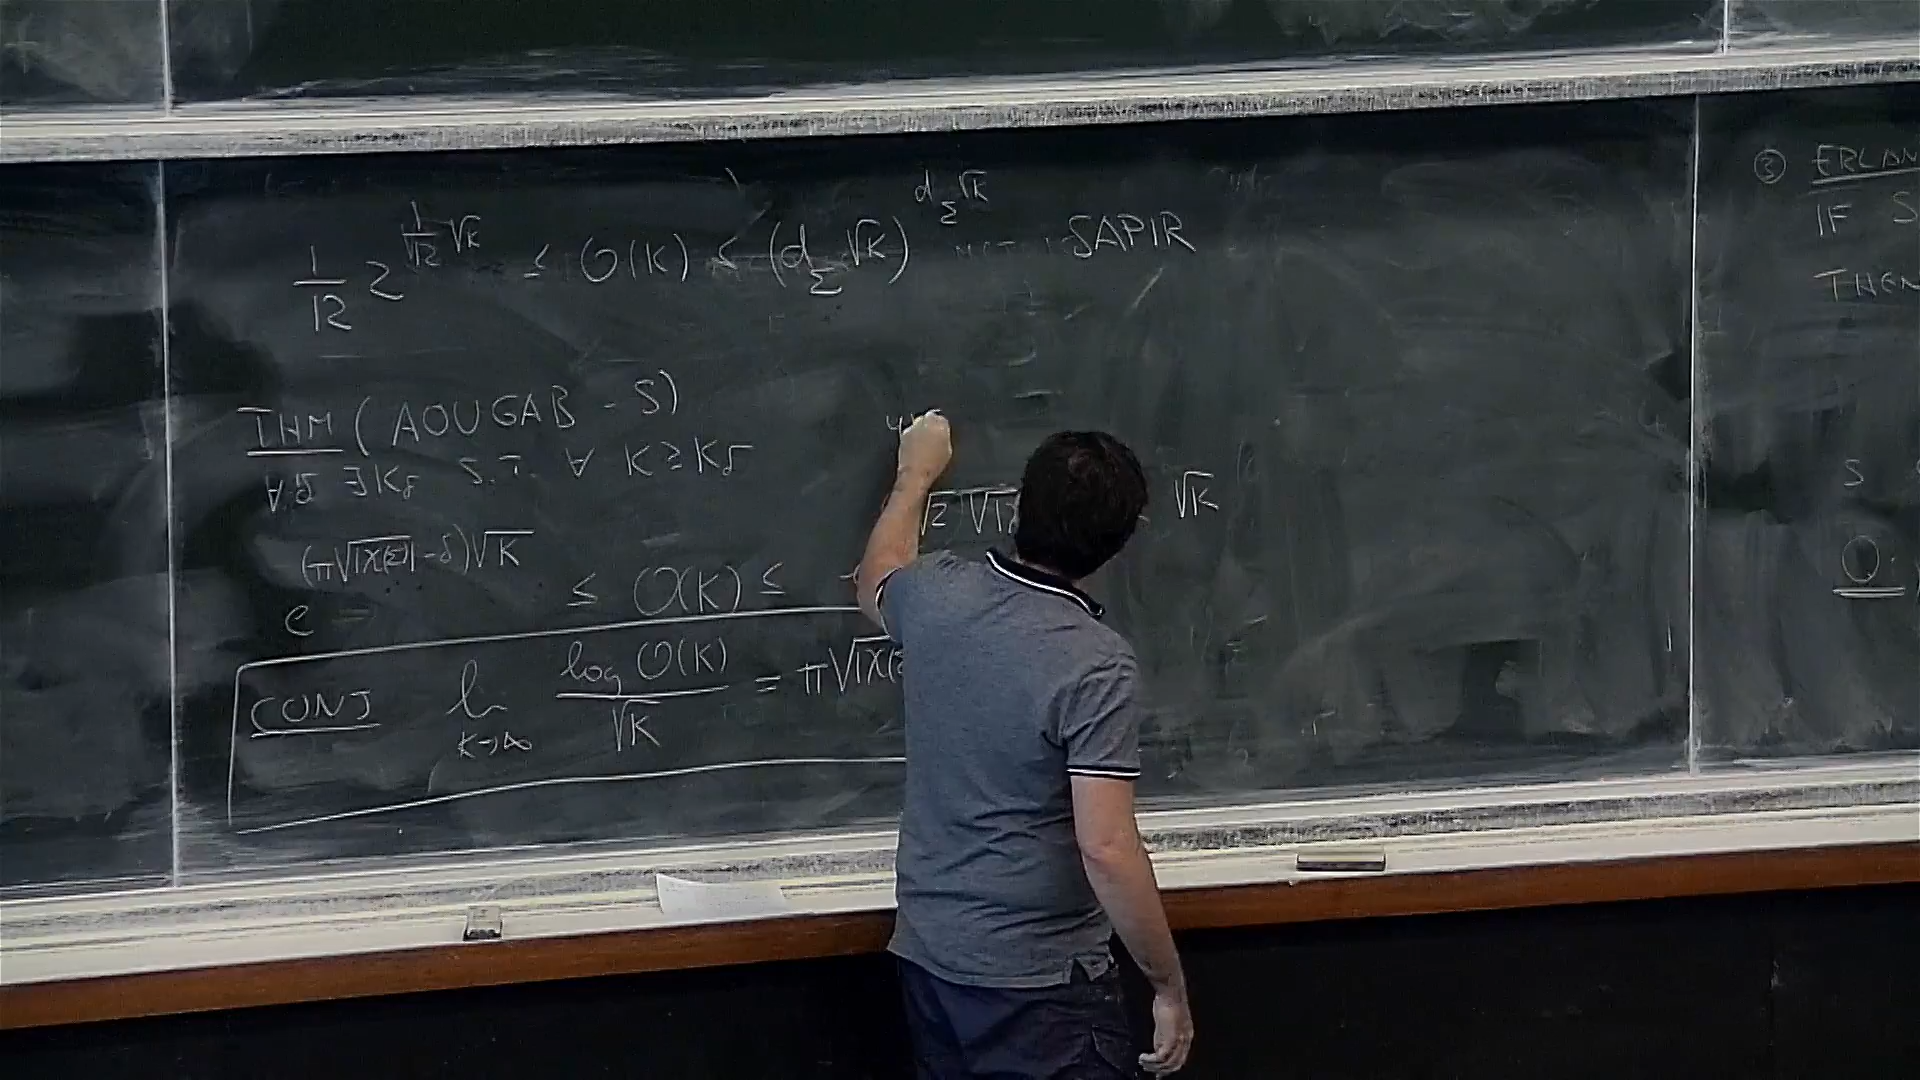 1/12 2^{1/√12 √K} ≤ O(K) ≤ (d_Σ √K)^{d_Σ √K} SAPIR
THM (AOUGAB - S)
∀ δ ∃ K_δ S.T. ∀ K ≥ K_δ
e^{(π√|χ(Σ)| - δ)√K} ≤ O(K) ≤
√2 √|χ √K
CONJ lim_{K→∞} log O(K) / √K = π√|χ(
③ ERLAN
IF S
THEN
S
Q: